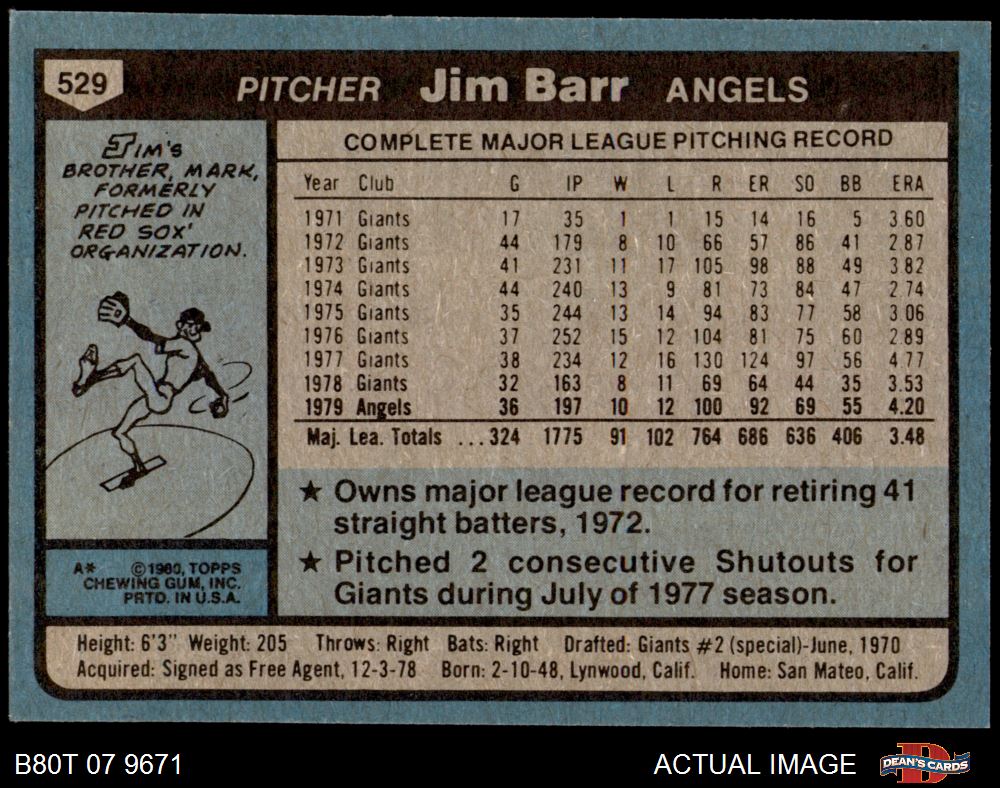 529
PITCHER Jim Barr ANGELS
JIM'S
BROTHER, MARK,
FORMERLY
PITCHED IN
RED SOX'
ORGANIZATION.
COMPLETE MAJOR LEAGUE PITCHING RECORD
Year Club G IP W L R ER SO BB ERA
1971 Giants 17 35 1 1 15 14 16 5 3.60
1972 Giants 44 179 8 10 66 57 86 41 2.87
1973 Giants 41 231 11 17 105 98 88 49 3.82
1974 Giants 44 240 13 9 81 73 84 47 2.74
1975 Giants 35 244 13 14 94 83 77 58 3.06
1976 Giants 37 252 15 12 104 81 75 60 2.89
1977 Giants 38 234 12 16 130 124 97 56 4.77
1978 Giants 32 163 8 11 69 64 44 35 3.53
1979 Angels 36 197 10 12 100 92 69 55 4.20
Maj. Lea. Totals ...324 1775 91 102 764 686 636 406 3.48
★ Owns major league record for retiring 41
straight batters, 1972.
★ Pitched 2 consecutive Shutouts for
Giants during July of 1977 season.
A* ©1980, TOPPS
CHEWING GUM, INC.
PRTD. IN U.S.A.
Height: 6'3" Weight: 205 Throws: Right Bats: Right Drafted: Giants #2 (special)-June, 1970
Acquired: Signed as Free Agent, 12-3-78 Born: 2-10-48, Lynwood, Calif. Home: San Mateo, Calif.
B80T 07 9671
ACTUAL IMAGE
DEAN'S CARDS